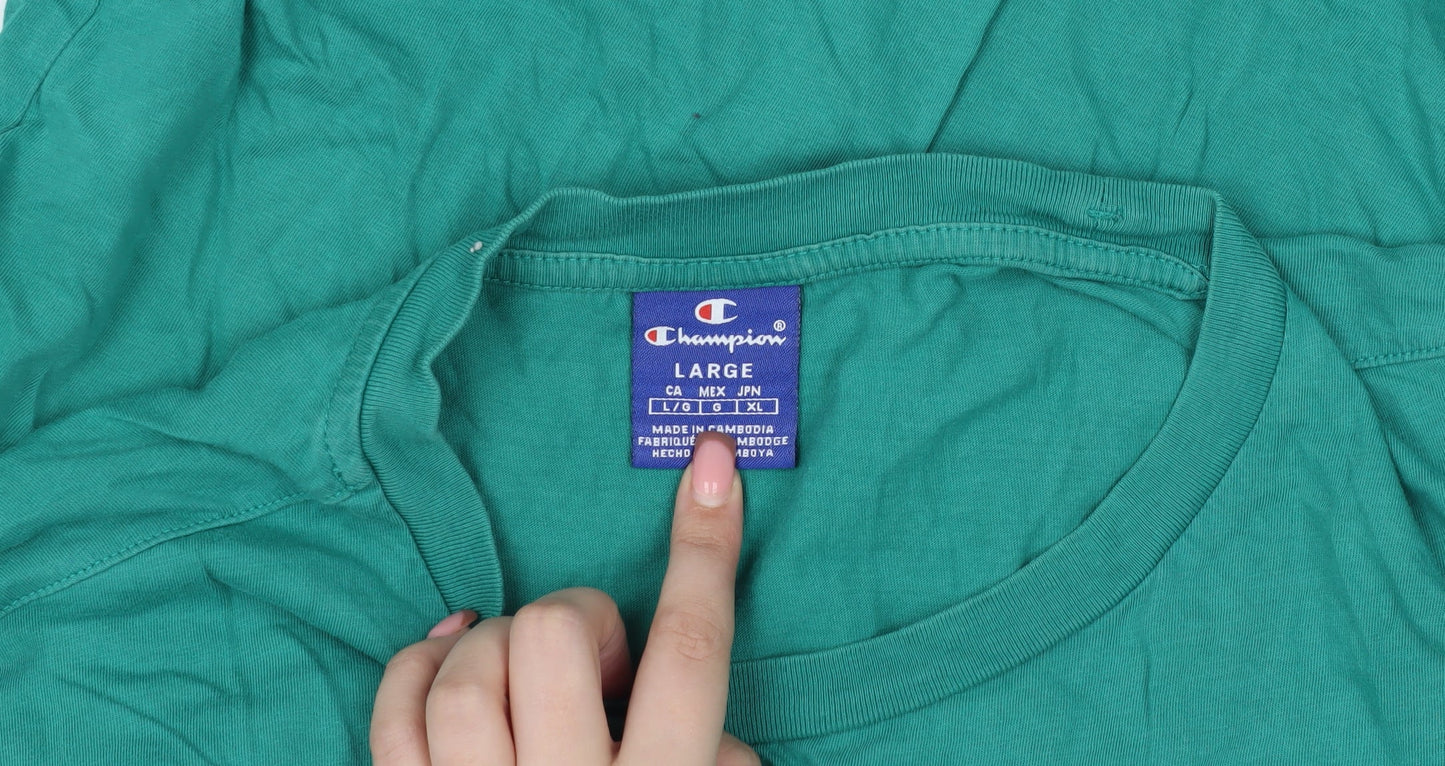 Champion®
LARGE
CA MEX JPN
L/G G XL
MADE IN CAMBODIA
FABRIQUÉ
HECHO